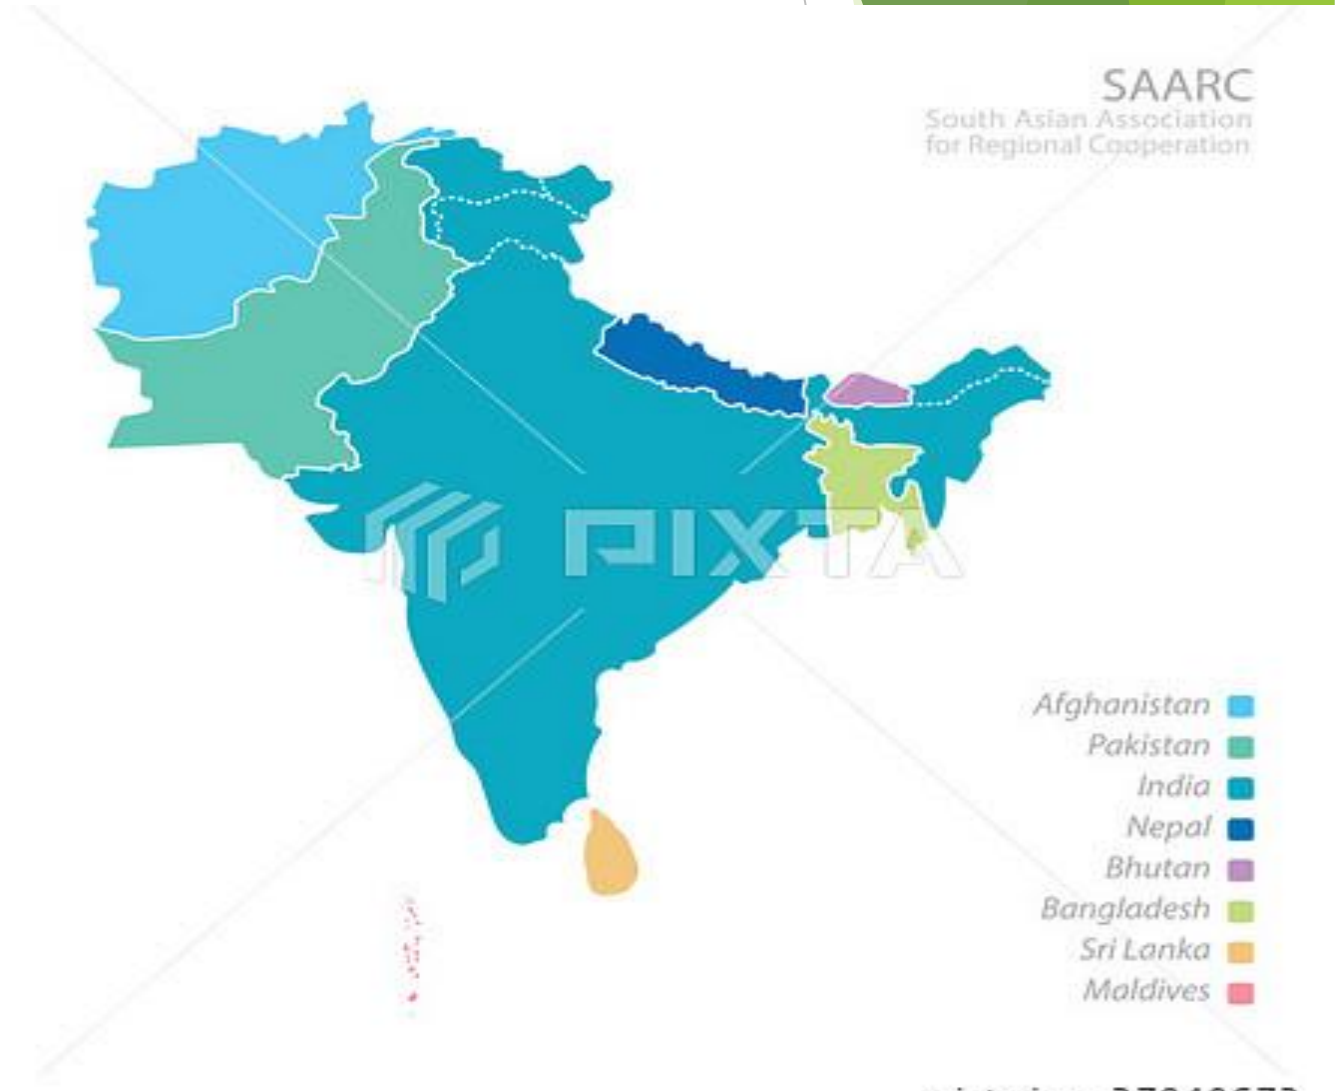 SAARC
South Asian Association
for Regional Cooperation
PIXTA
Afghanistan
Pakistan
India
Nepal
Bhutan
Bangladesh
Sri Lanka
Maldives